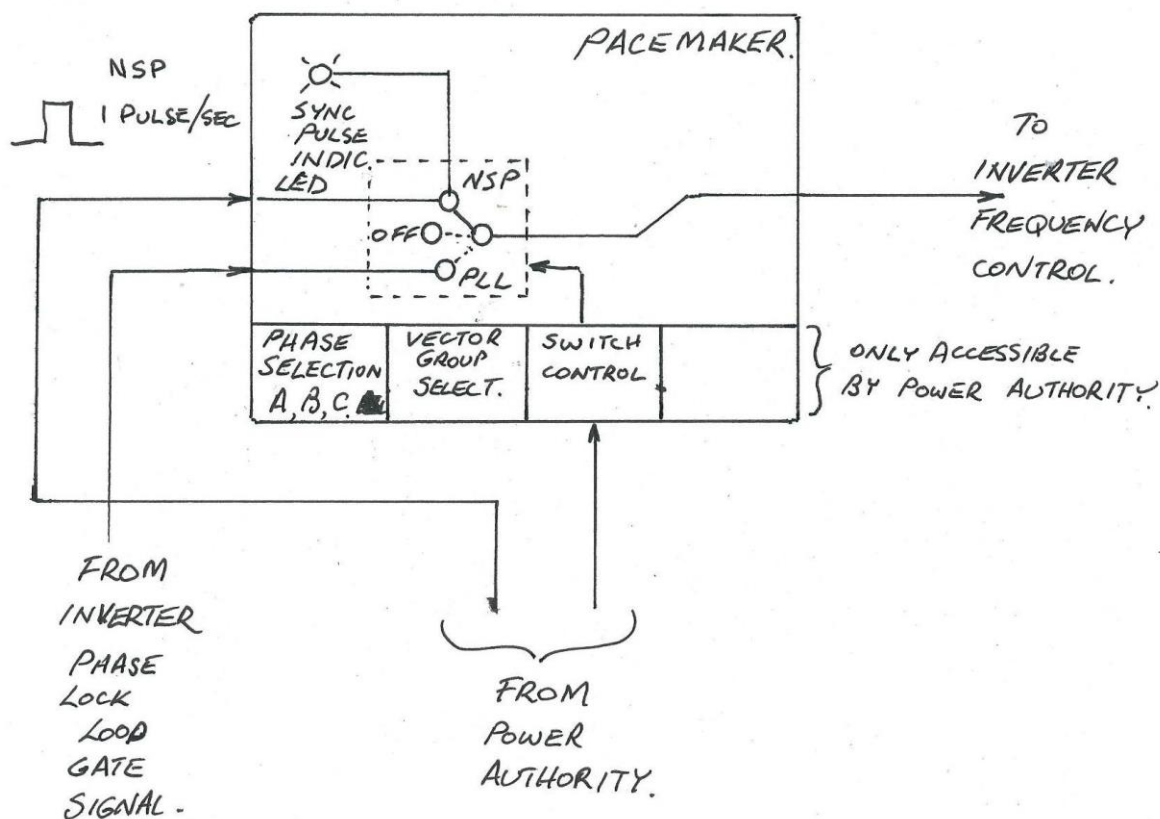 PACEMAKER.
NSP
1 PULSE/SEC
SYNC
PULSE
INDIC
LED
NSP
OFF
PLL
TO
INVERTER
FREQUENCY
CONTROL.
PHASE
SELECTION
A, B, C.
VECTOR
GROUP
SELECT.
SWITCH
CONTROL
ONLY ACCESSIBLE
BY POWER AUTHORITY.
FROM
INVERTER
PHASE
LOCK
LOOP
GATE
SIGNAL.
FROM
POWER
AUTHORITY.